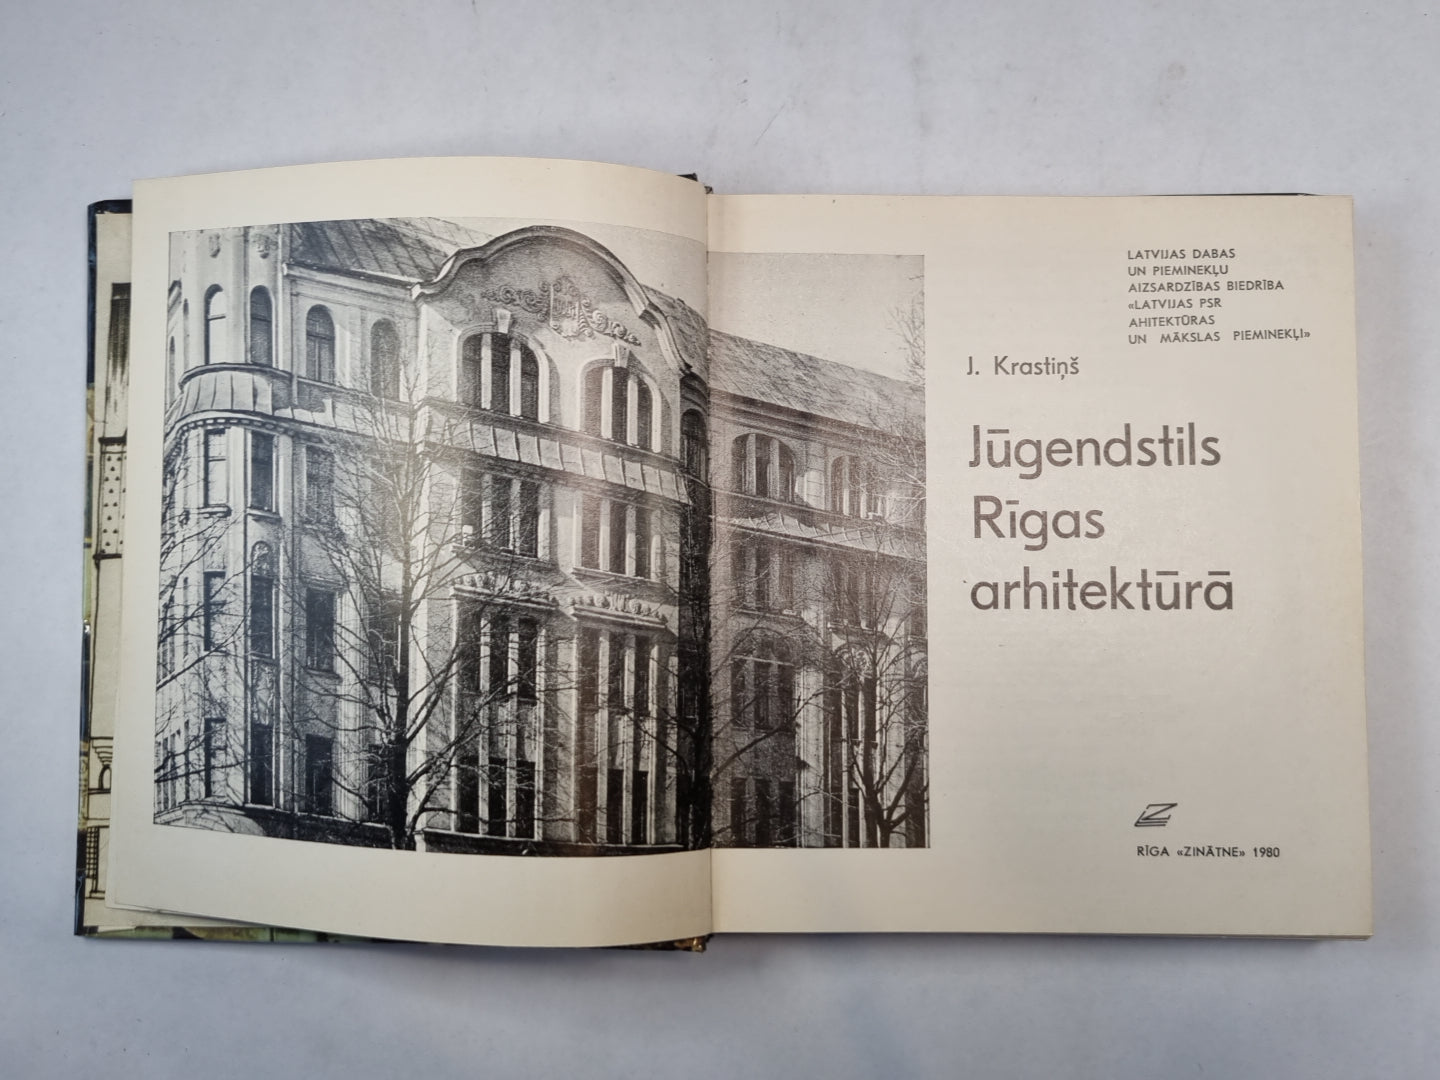 LATVIJAS DABAS
UN PIEMINEKĻU
AIZSARDZĪBAS BIEDRĪBA
«LATVIJAS PSR
AHITEKTŪRAS
UN MĀKSLAS PIEMINEKĻI»
J. Krastiņš
Jūgendstils
Rīgas
arhitektūrā
Z
RĪGA «ZINĀTNE» 1980